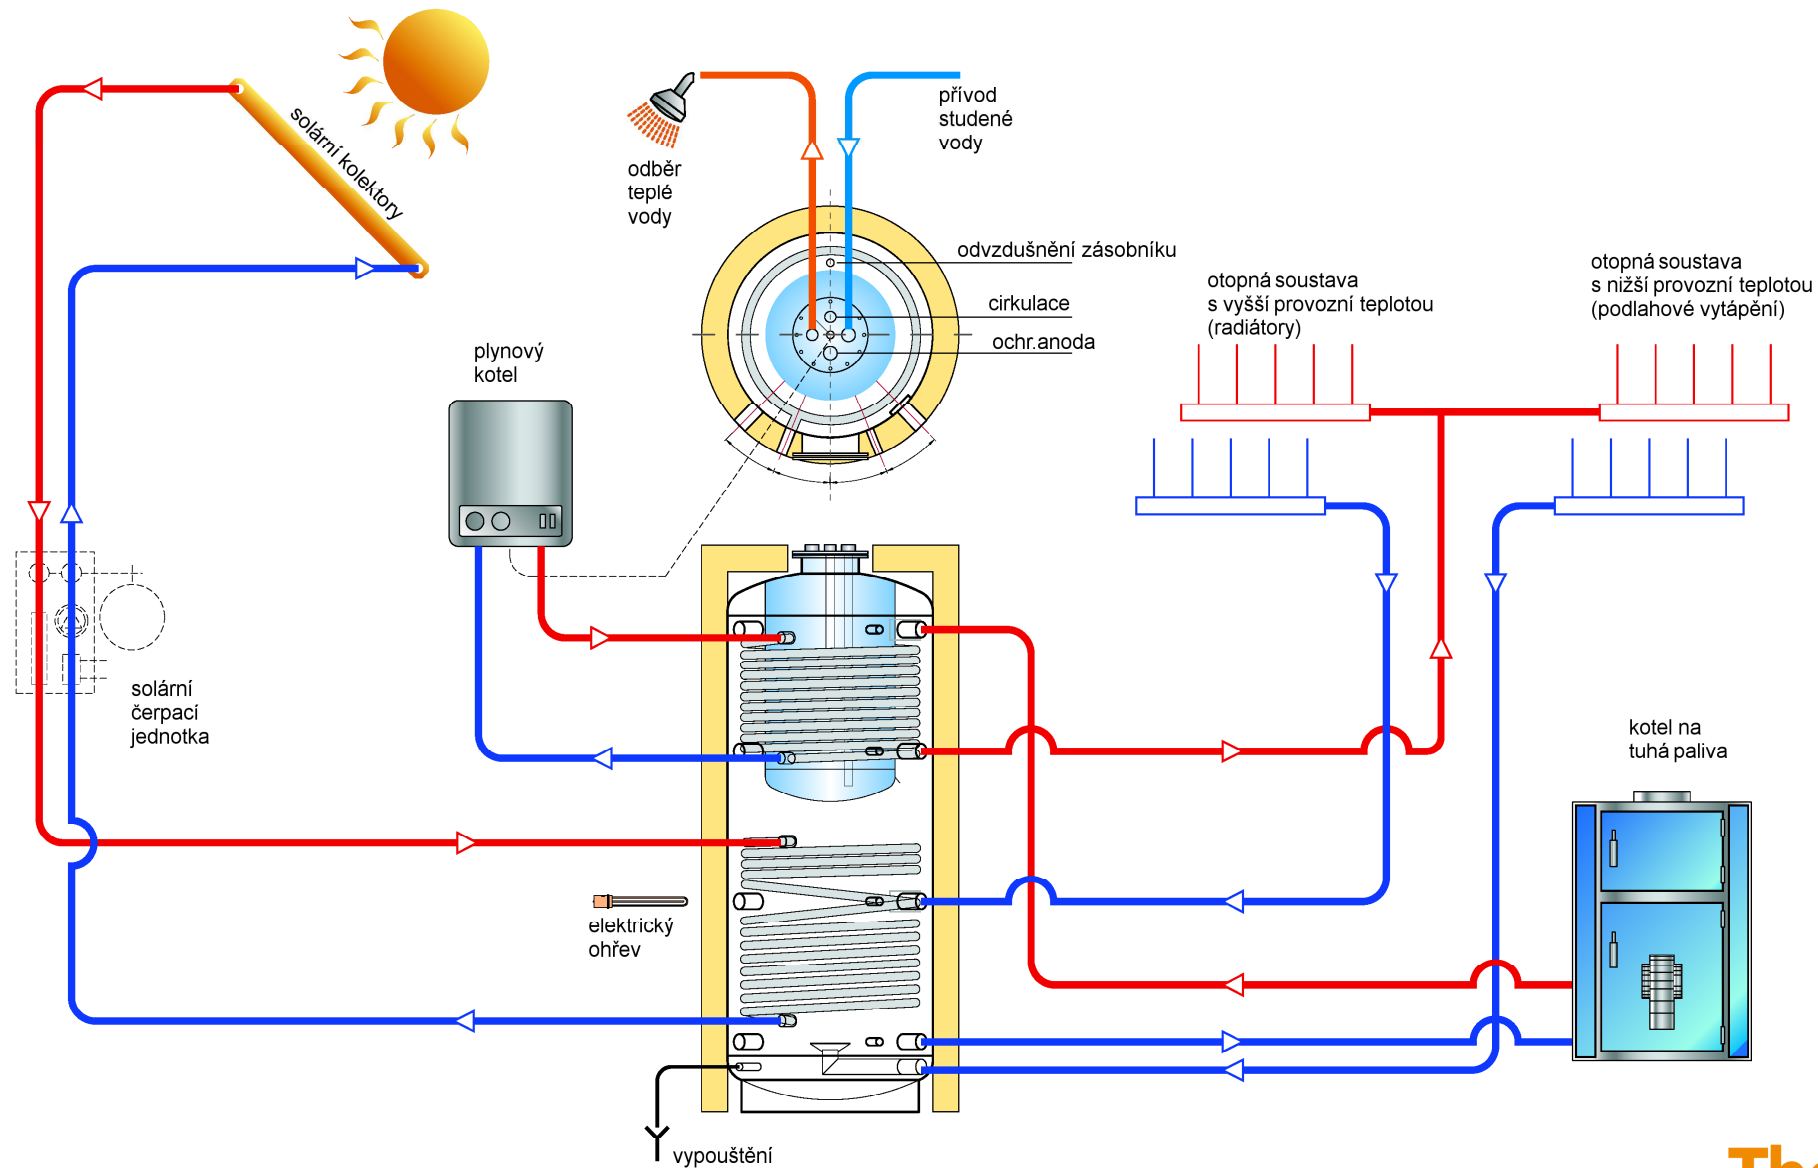 solární kolektory
odběr
teplé
vody
přívod
studené
vody
odvzdušnění zásobníku
cirkulace
ochr.anoda
otopná soustava
s vyšší provozní teplotou
(radiátory)
otopná soustava
s nižší provozní teplotou
(podlahové vytápění)
plynový
kotel
solární
čerpací
jednotka
kotel na
tuhá paliva
elektrický
ohřev
vypouštění